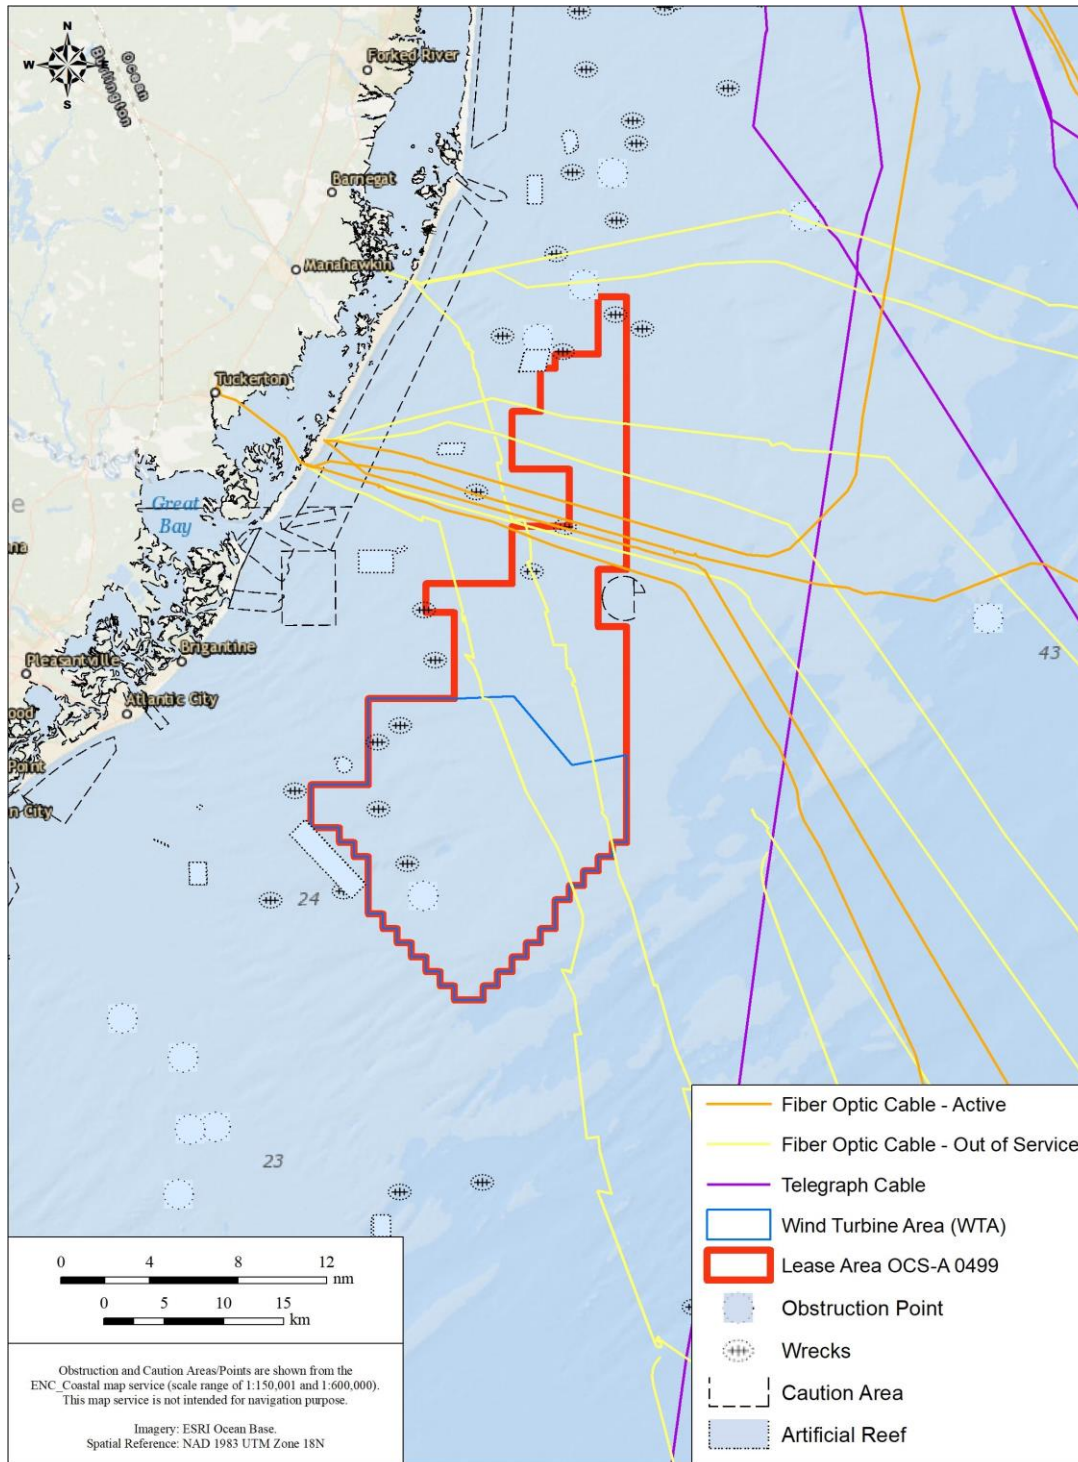 N
W
E
S
Ocean
Burlington
Forked River
Barnegat
Manahawkin
Tuckerton
e
Great
Bay
na
Brigantine
Pleasantville
Atlantic City
ood
Point
n City
43
24
23
Fiber Optic Cable - Active
Fiber Optic Cable - Out of Service
Telegraph Cable
Wind Turbine Area (WTA)
Lease Area OCS-A 0499
Obstruction Point
Wrecks
Caution Area
Artificial Reef
0 4 8 12
nm
0 5 10 15
km
Obstruction and Caution Areas/Points are shown from the
ENC_Coastal map service (scale range of 1:150,001 and 1:600,000).
This map service is not intended for navigation purpose.
Imagery: ESRI Ocean Base.
Spatial Reference: NAD 1983 UTM Zone 18N